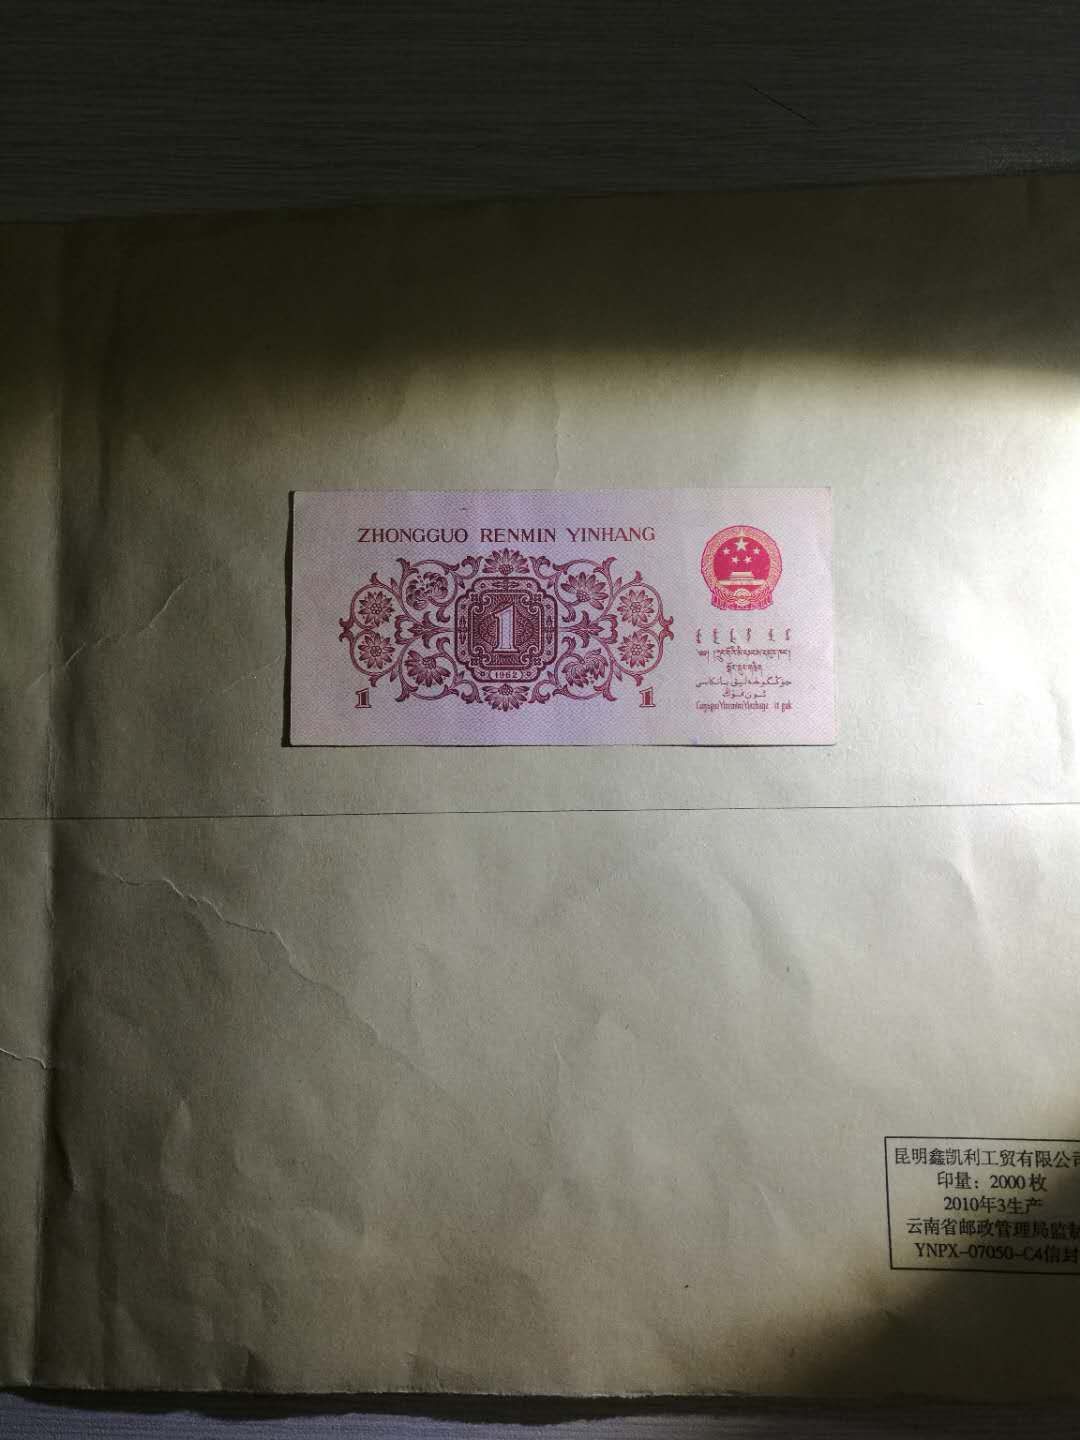 ZHONGGUO RENMIN YINHANG
1
1962
1 1
昆明鑫凯利工贸有限公司
印量：2000枚
2010年3生产
云南省邮政管理局监制
YNPX-07050-C4信封